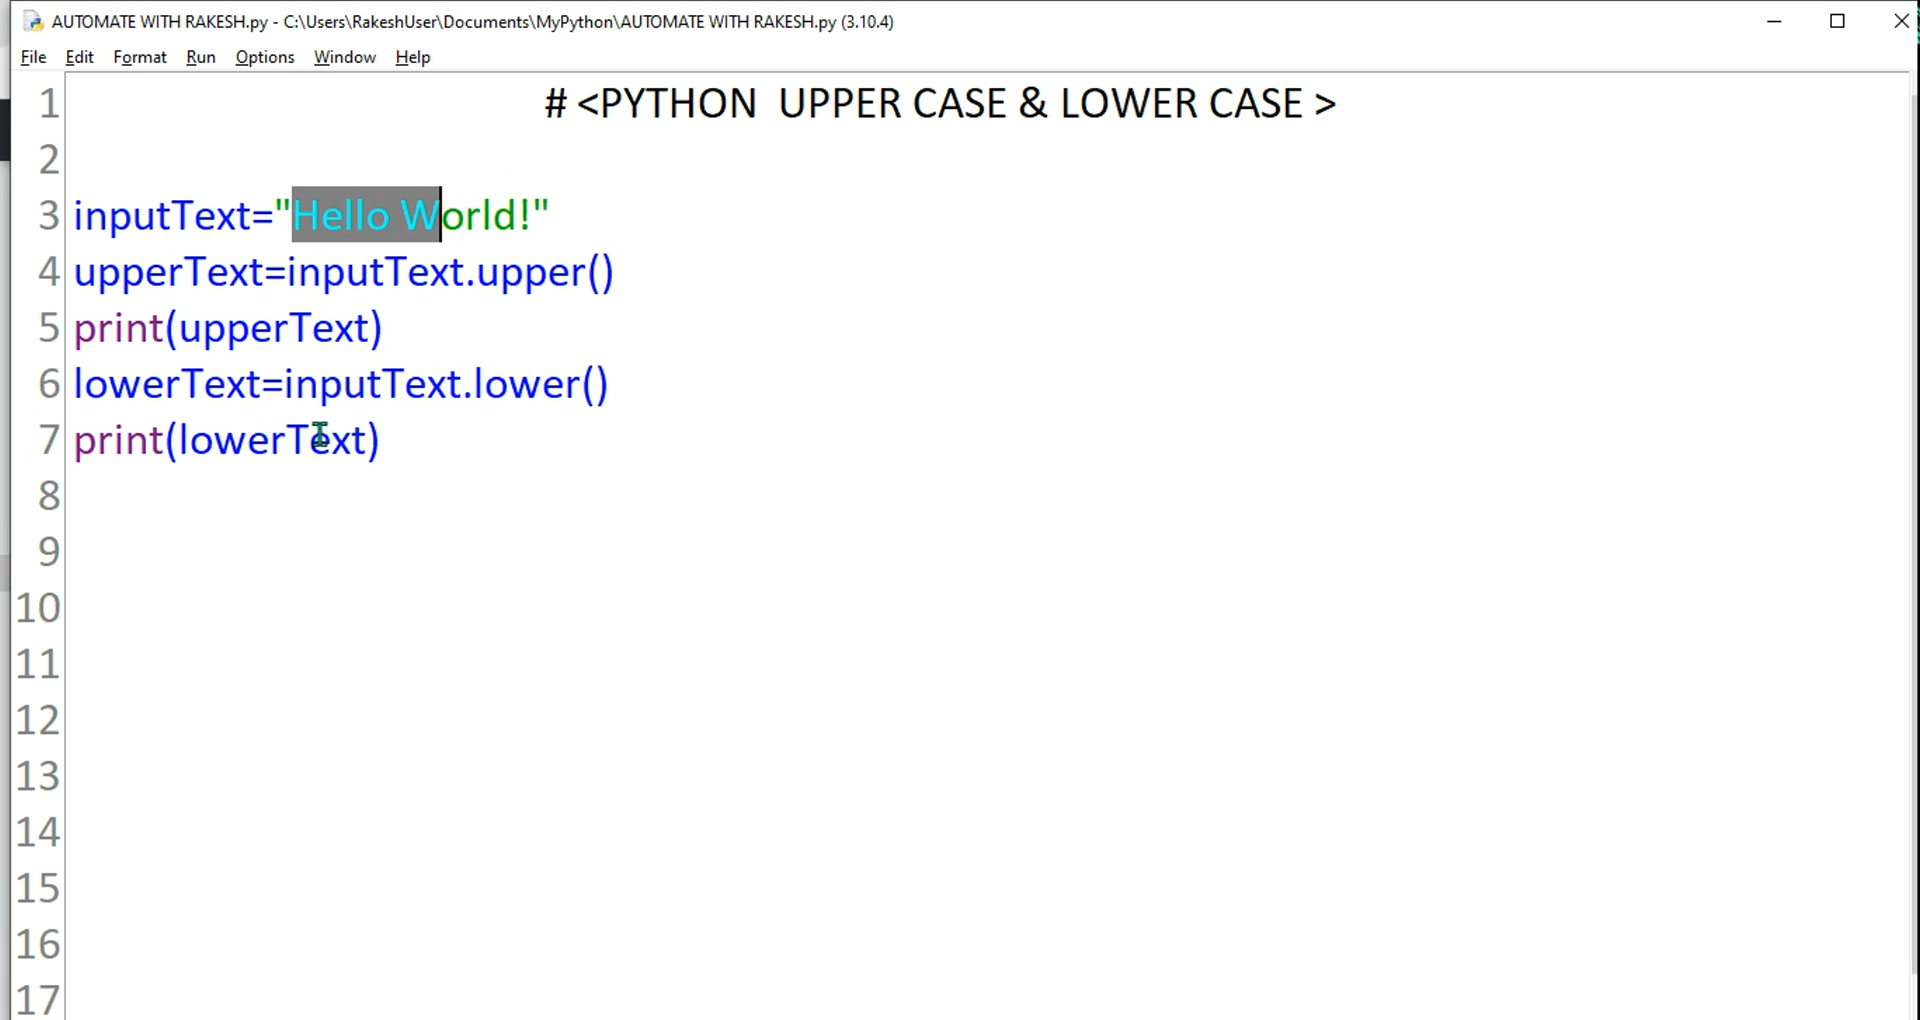 AUTOMATE WITH RAKESH.py - C:\Users\RakeshUser\Documents\MyPython\AUTOMATE WITH RAKESH.py (3.10.4)
File Edit Format Run Options Window Help
1 # <PYTHON UPPER CASE & LOWER CASE >
2
3 inputText="Hello World!"
4 upperText=inputText.upper()
5 print(upperText)
6 lowerText=inputText.lower()
7 print(lowerText)
8
9
10
11
12
13
14
15
16
17